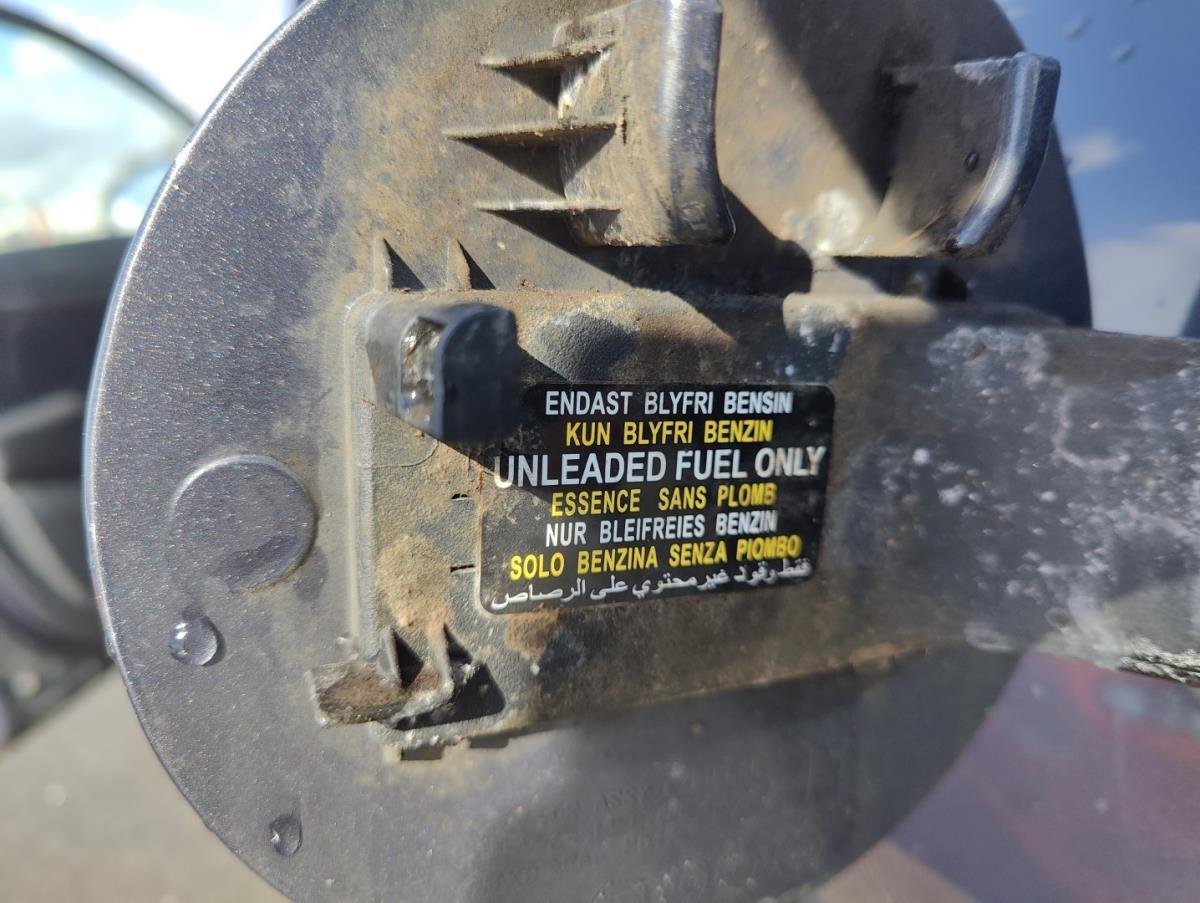 ENDAST BLYFRI BENSIN
KUN BLYFRI BENZIN
UNLEADED FUEL ONLY
ESSENCE SANS PLOMB
NUR BLEIFREIES BENZIN
SOLO BENZINA SENZA PIOMBO
فقط وقود غير محتوي على الرصاص